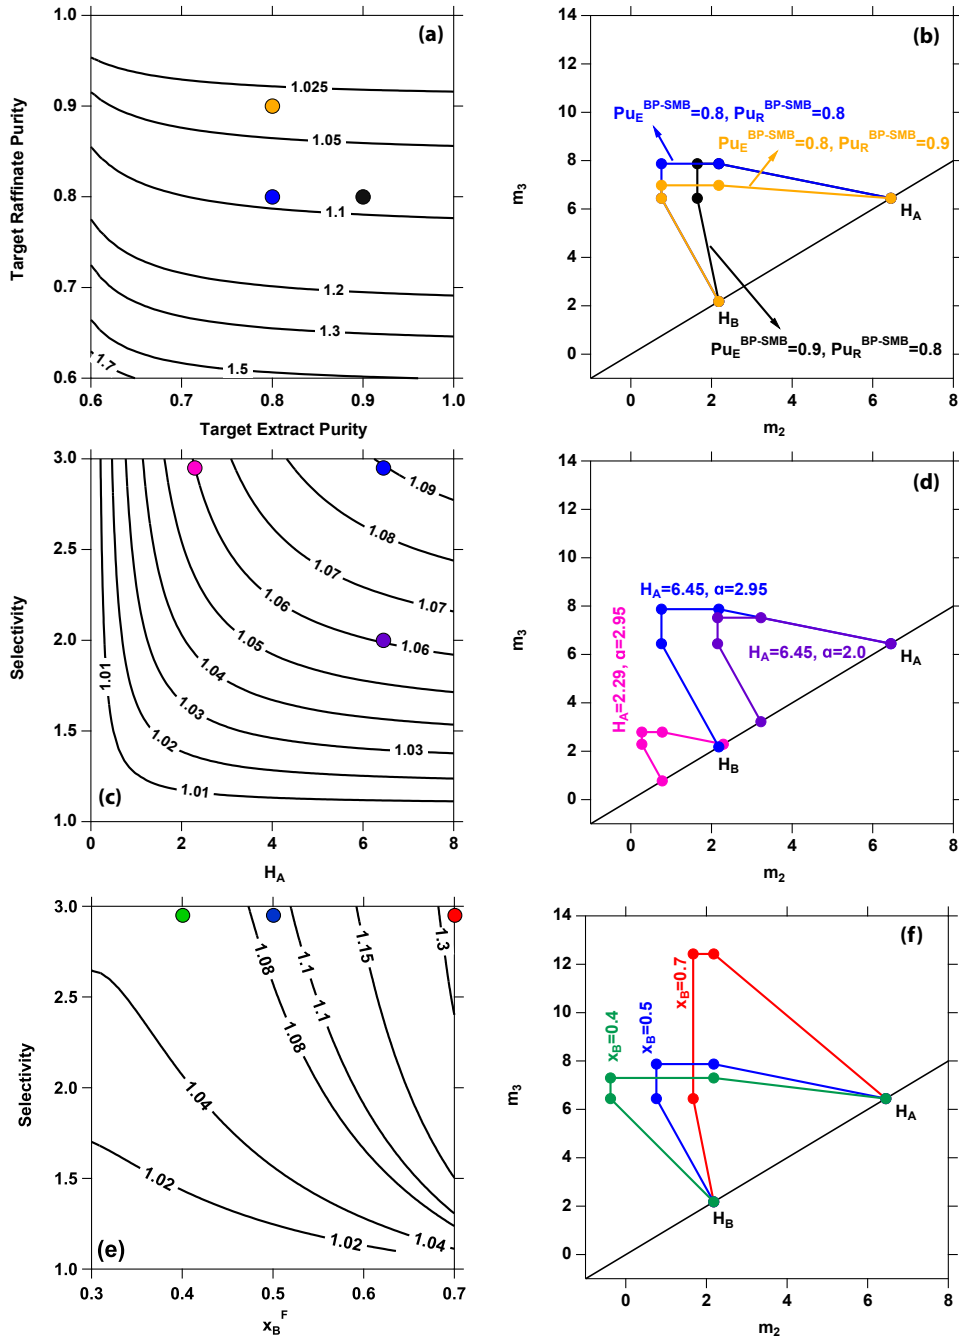 (a)
1.0
0.9
0.8
0.7
0.6
Target Raffinate Purity
1.025
1.05
1.1
1.2
1.3
1.5
1.7
0.6 0.7 0.8 0.9 1.0
Target Extract Purity
(b)
14
12
10
8
6
4
2
0
m3
PuE^BP-SMB=0.8, PuR^BP-SMB=0.8
PuE^BP-SMB=0.8, PuR^BP-SMB=0.9
HA
HB
PuE^BP-SMB=0.9, PuR^BP-SMB=0.8
0 2 4 6 8
m2
3.0
2.5
2.0
1.5
1.0
Selectivity
1.09
1.08
1.07
1.07
1.06
1.06
1.05
1.04
1.03
1.03
1.02
1.01
1.01
(c)
0 2 4 6 8
HA
(d)
14
12
10
8
6
4
2
0
m3
HA=6.45, α=2.95
HA=6.45, α=2.0
HA=2.29, α=2.95
HA
HB
0 2 4 6 8
m2
3.0
2.5
2.0
1.5
1.0
Selectivity
1.3
1.15
1.1
1.1
1.08
1.08
1.04
1.04
1.02
1.02
(e)
0.3 0.4 0.5 0.6 0.7
xB^F
(f)
14
12
10
8
6
4
2
0
m3
xB=0.4
xB=0.5
xB=0.7
HA
HB
0 2 4 6 8
m2